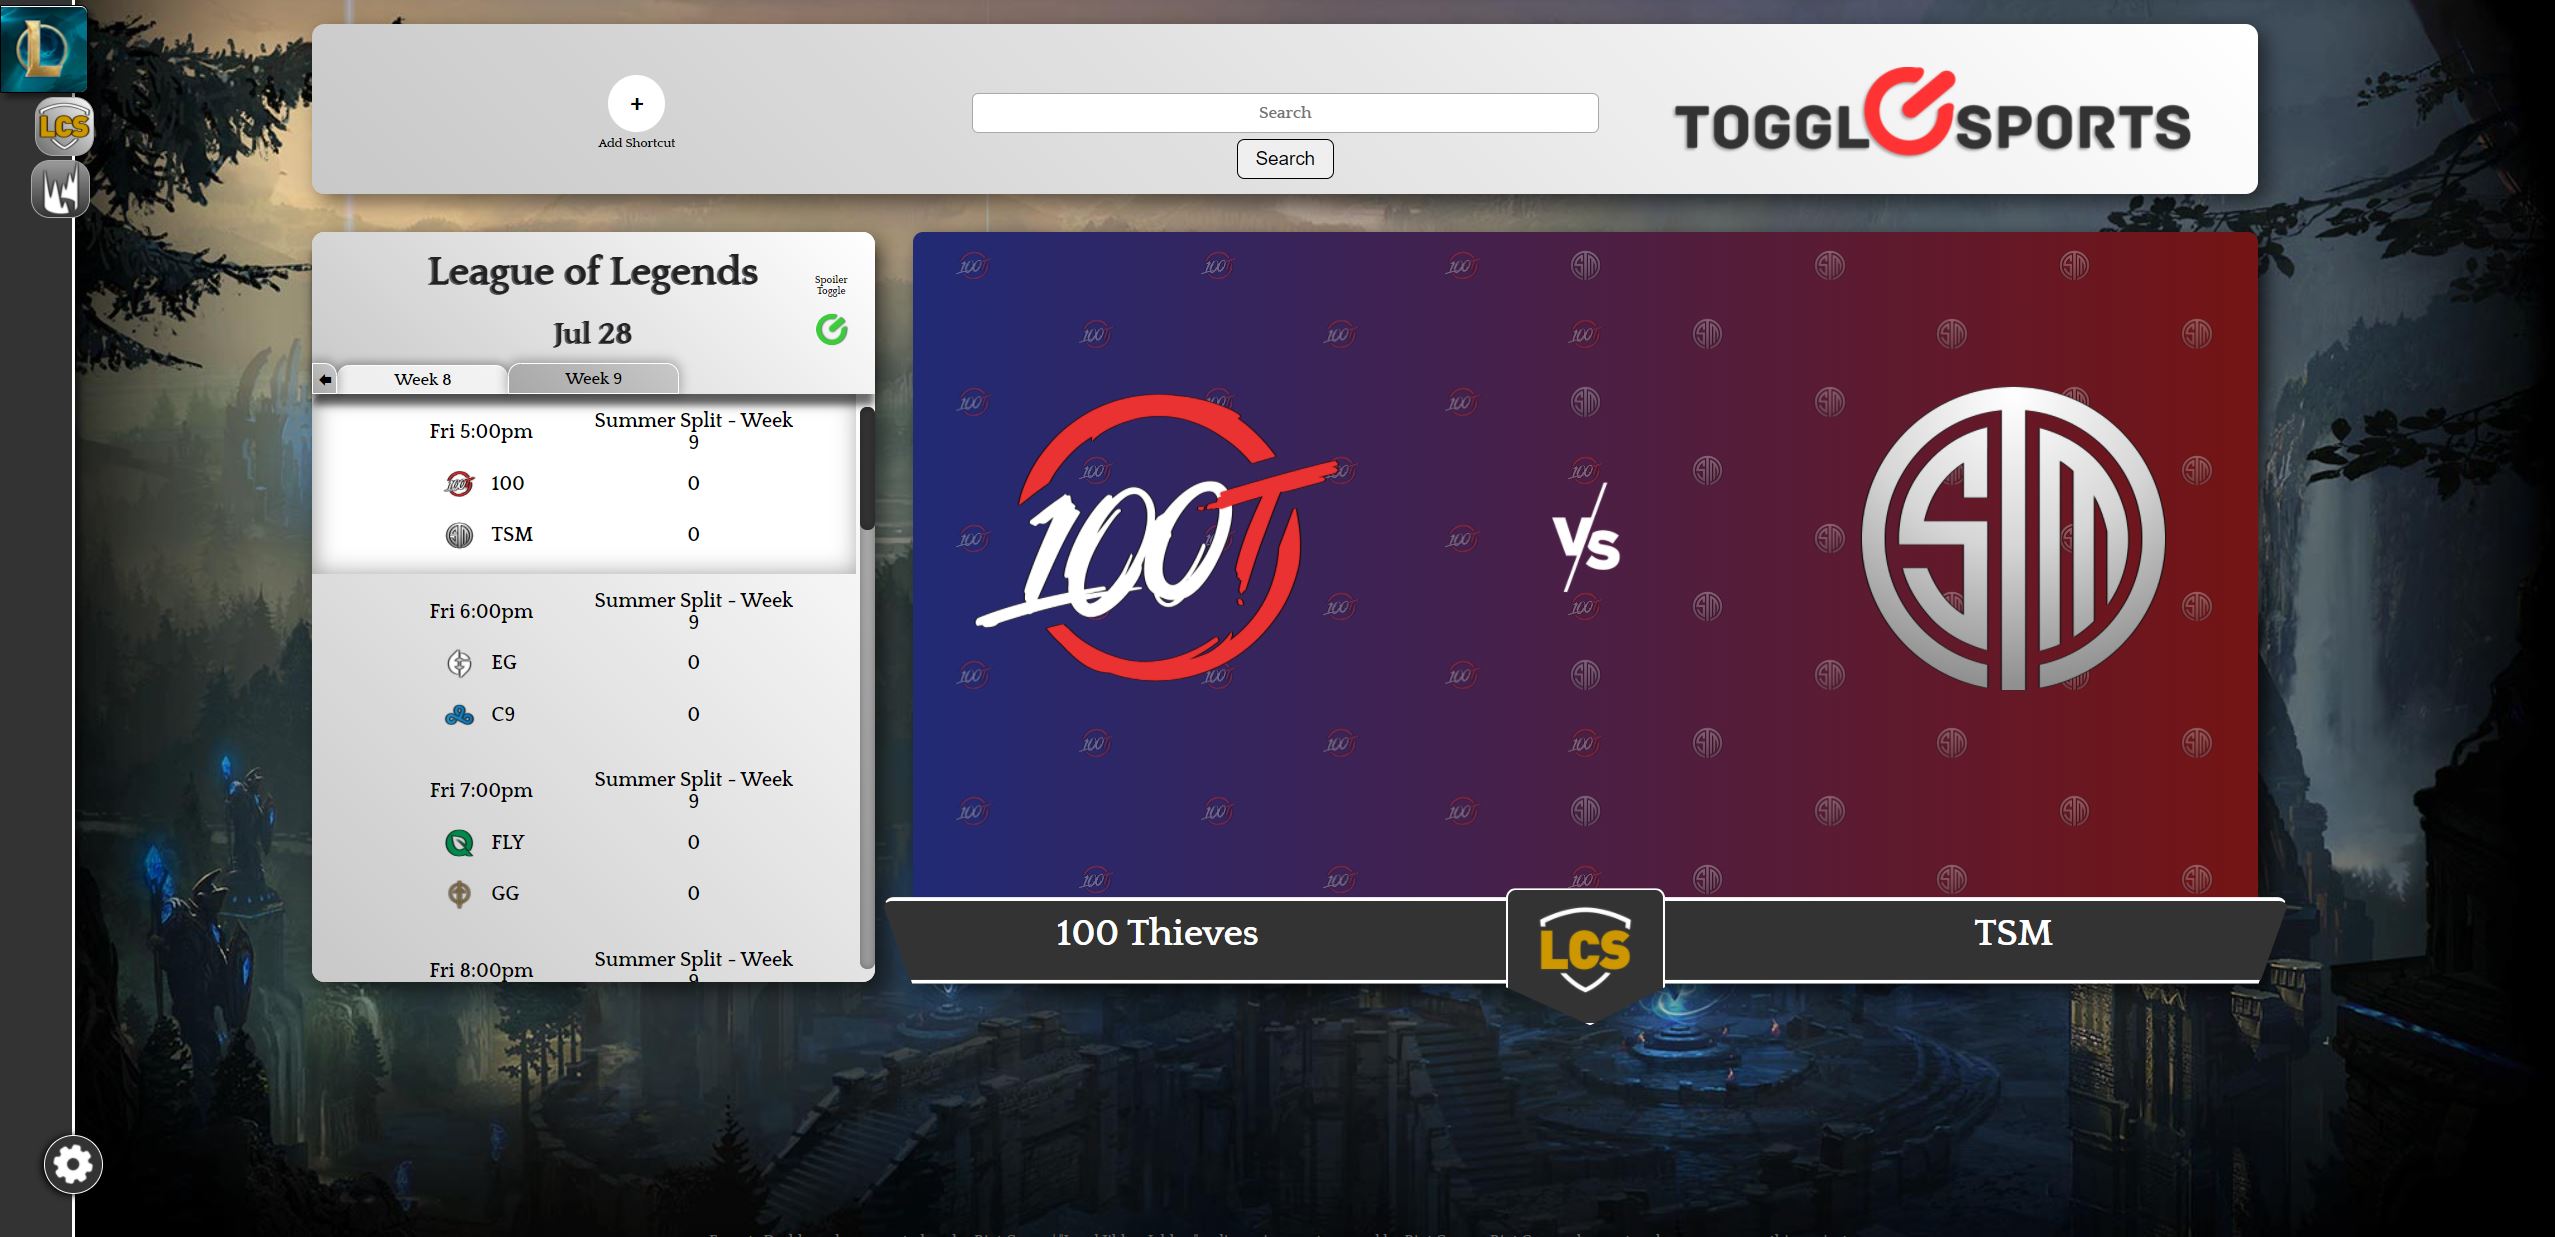 LCS
+
Add Shortcut
Search
Search
TOGGL SPORTS
League of Legends
Spoiler
Toggle
Jul 28
Week 8
Week 9
Fri 5:00pm
Summer Split - Week
9
100
0
TSM
0
Fri 6:00pm
Summer Split - Week
9
EG
0
C9
0
Fri 7:00pm
Summer Split - Week
9
FLY
0
GG
0
Fri 8:00pm
Summer Split - Week
9
100T
VS
TSM
100 Thieves
LCS
TSM